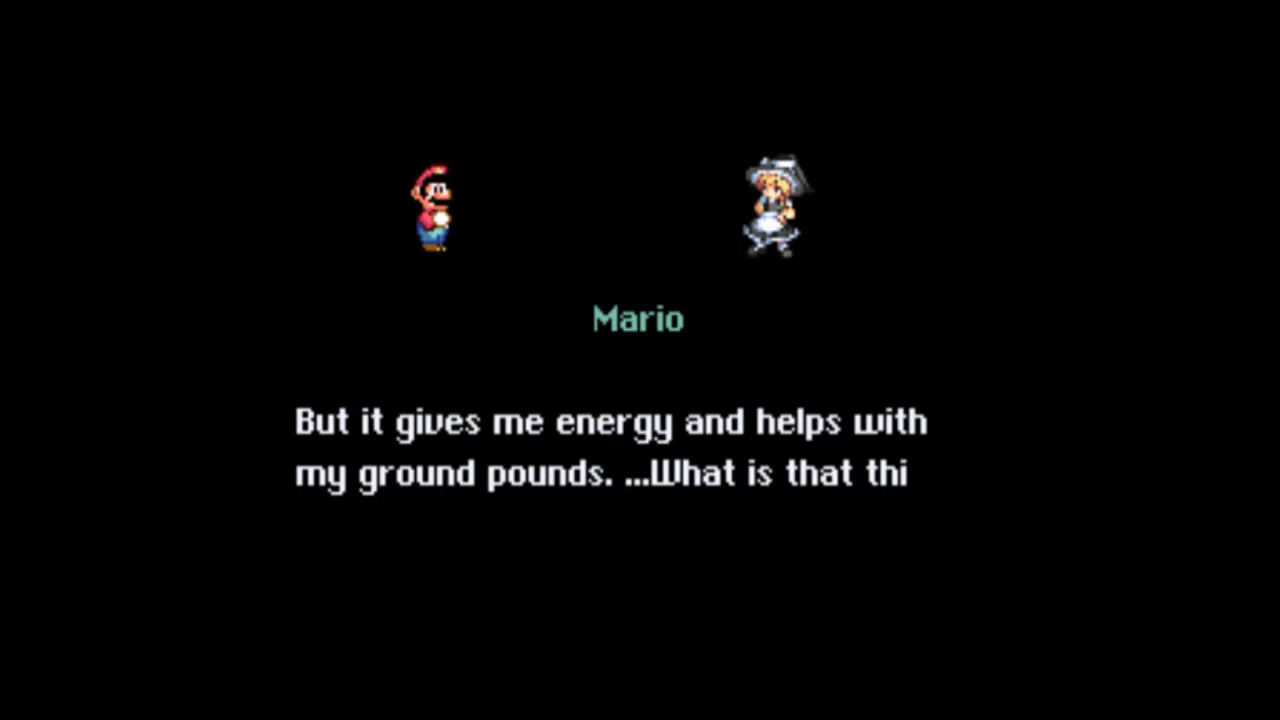 Mario
But it gives me energy and helps with
my ground pounds. ...What is that thi